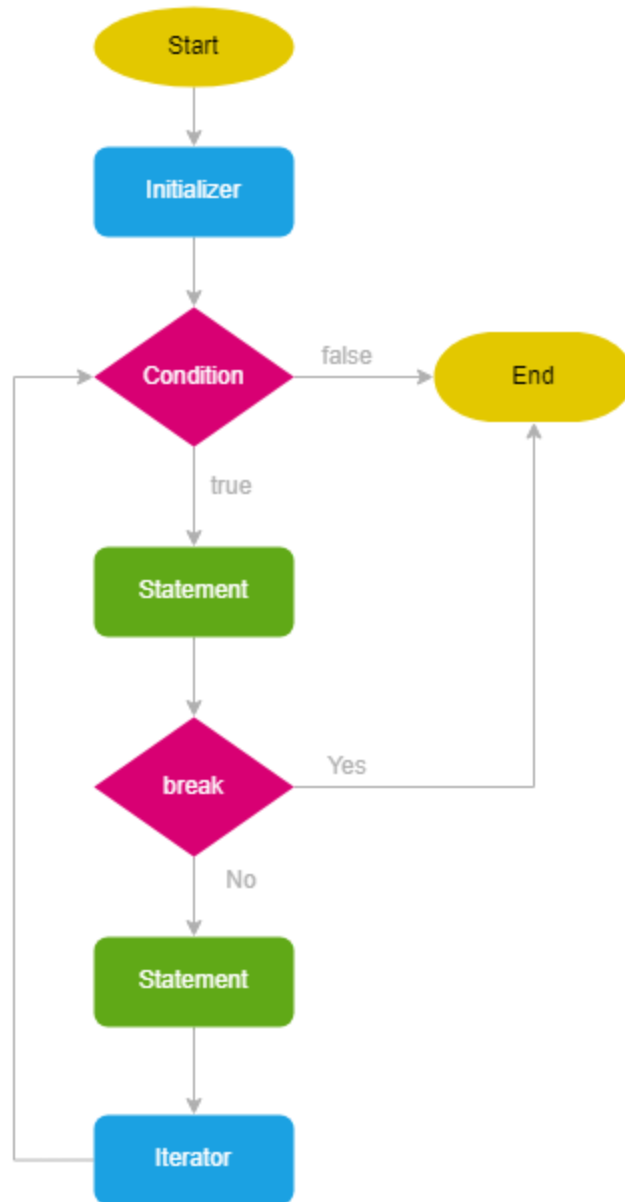 Start
Initializer
Condition
false
End
true
Statement
break
Yes
No
Statement
Iterator